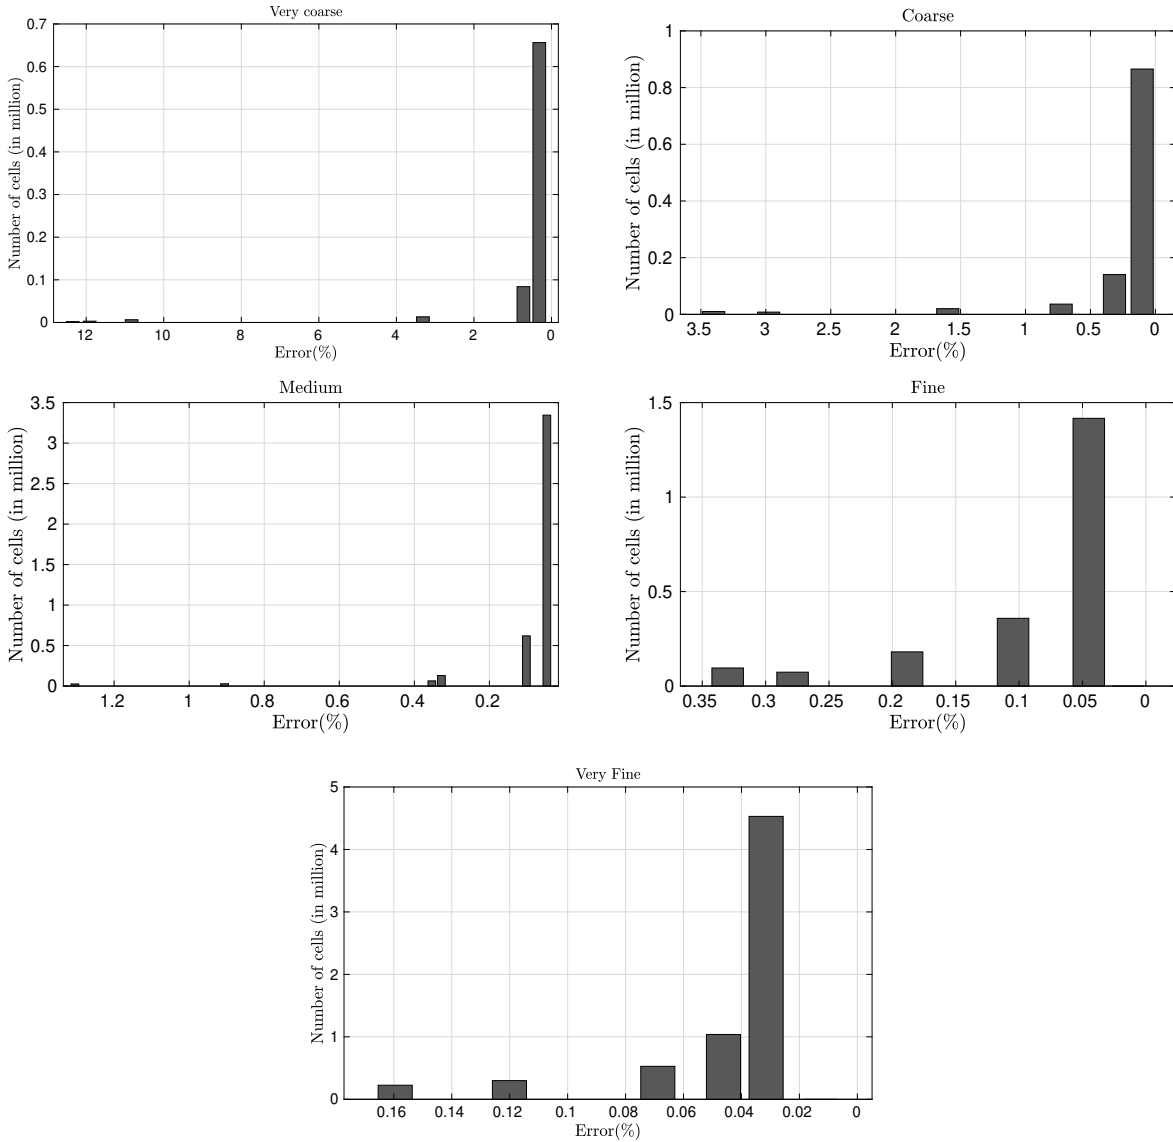 Very coarse
Number of cells (in million)
0.7
0.6
0.5
0.4
0.3
0.2
0.1
0
12 10 8 6 4 2 0
Error(%)
Coarse
Number of cells (in million)
1
0.8
0.6
0.4
0.2
0
3.5 3 2.5 2 1.5 1 0.5 0
Error(%)
Medium
Number of cells (in million)
3.5
3
2.5
2
1.5
1
0.5
0
1.2 1 0.8 0.6 0.4 0.2
Error(%)
Fine
Number of cells (in million)
1.5
1
0.5
0
0.35 0.3 0.25 0.2 0.15 0.1 0.05 0
Error(%)
Very Fine
Number of cells (in million)
5
4
3
2
1
0
0.16 0.14 0.12 0.1 0.08 0.06 0.04 0.02 0
Error(%)